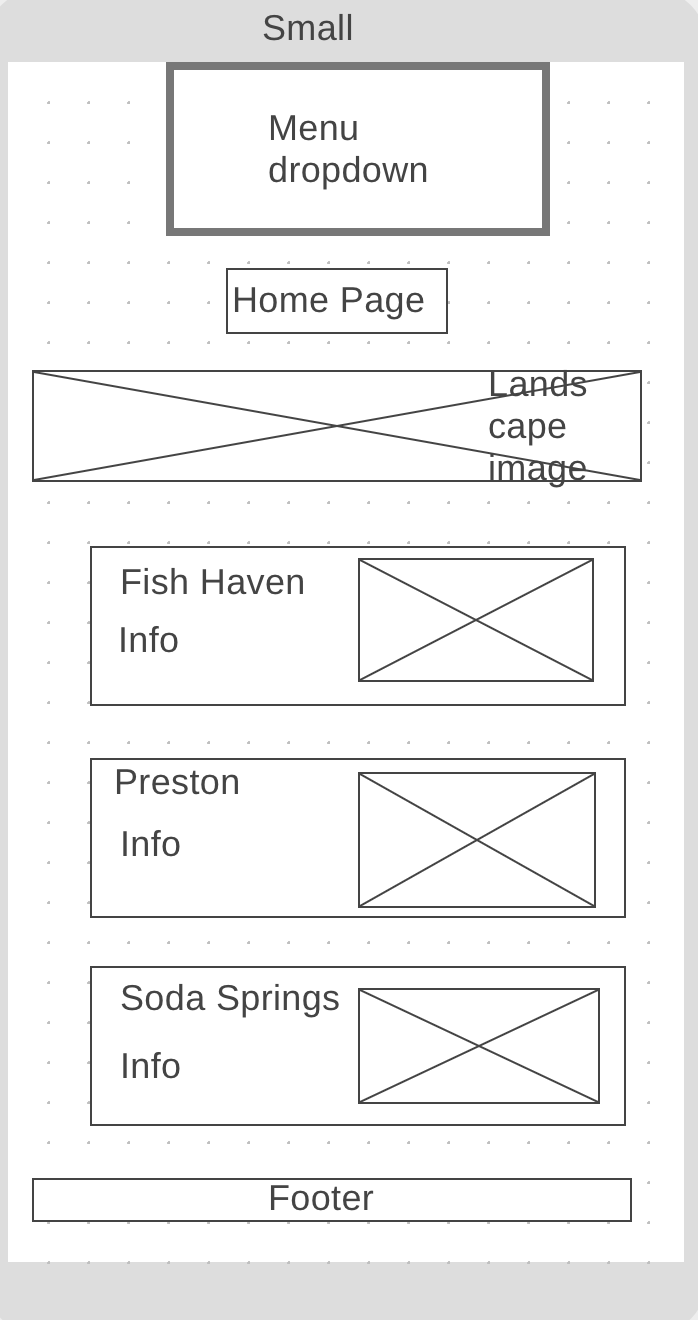 Small
Menu
dropdown
Home Page
Lands
cape
image
Fish Haven
Info
Preston
Info
Soda Springs
Info
Footer